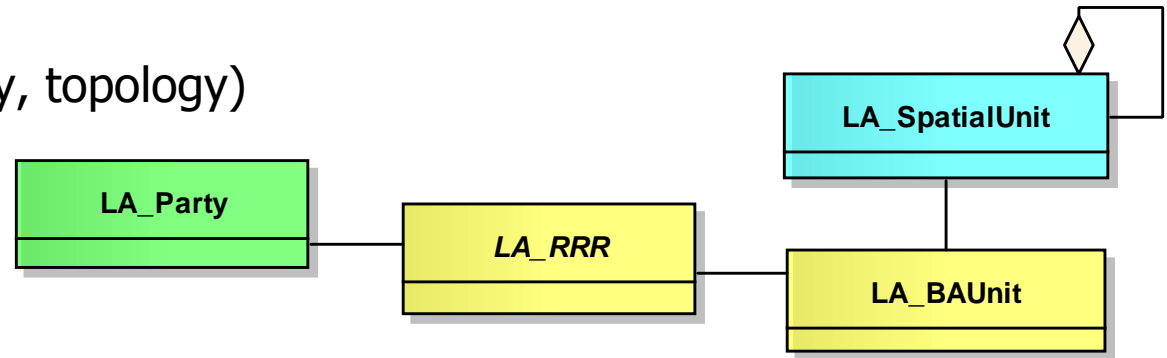 y, topology)
LA_SpatialUnit
LA_Party
LA_RRR
LA_BAUnit